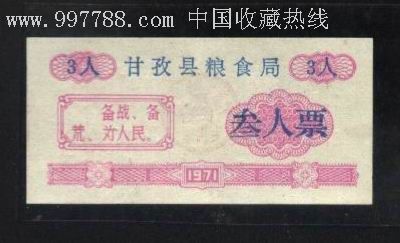 www.997788.com 中国收藏热线
3人 甘孜县粮食局 3人
备战、备
荒、为人民。
叁人票
1971